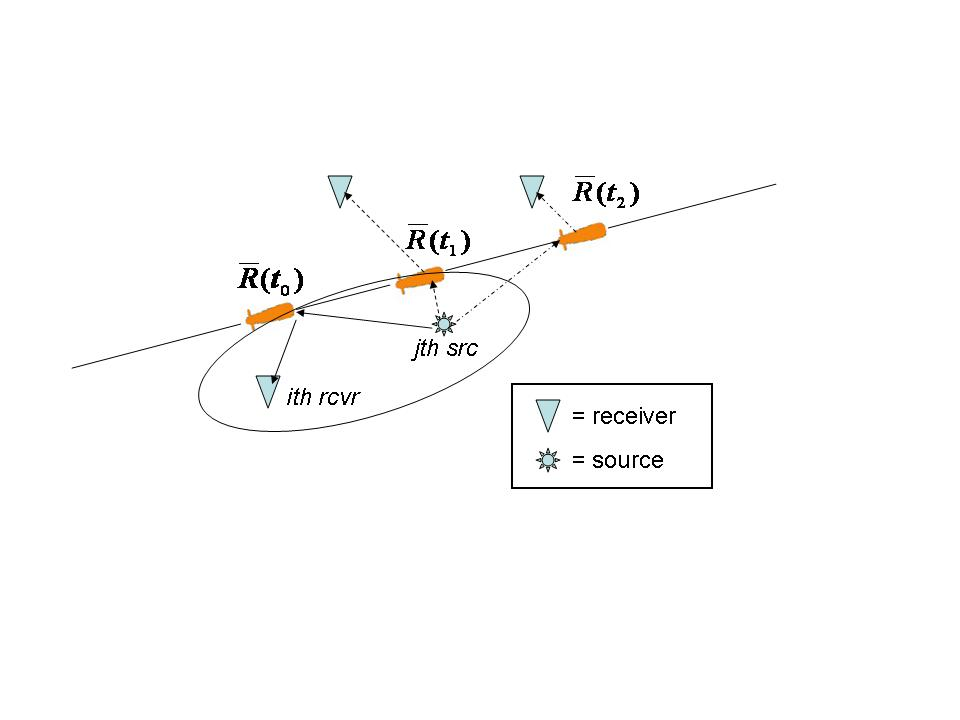 R̅(t₂)
R̅(t₁)
R̅(t₀)
jth src
ith rcvr
= receiver
= source